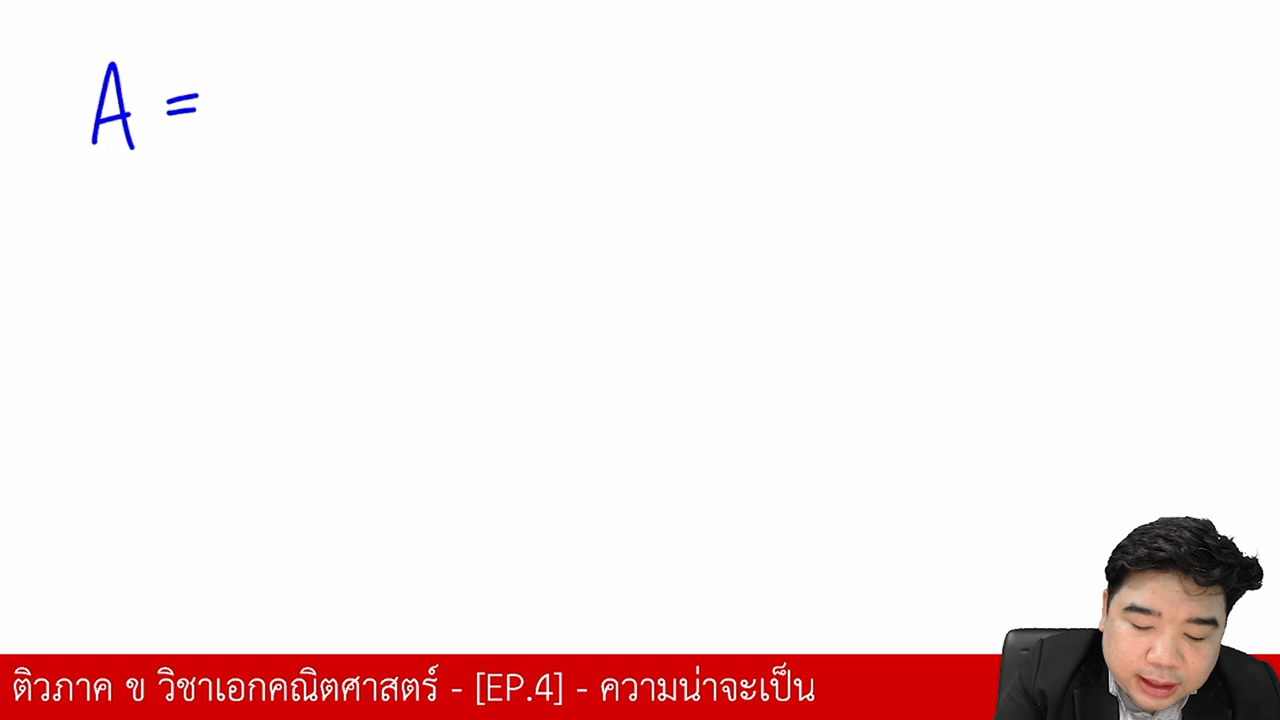 A =
ติวภาค ข วิชาเอกคณิตศาสตร์ - [EP.4] - ความน่าจะเป็น